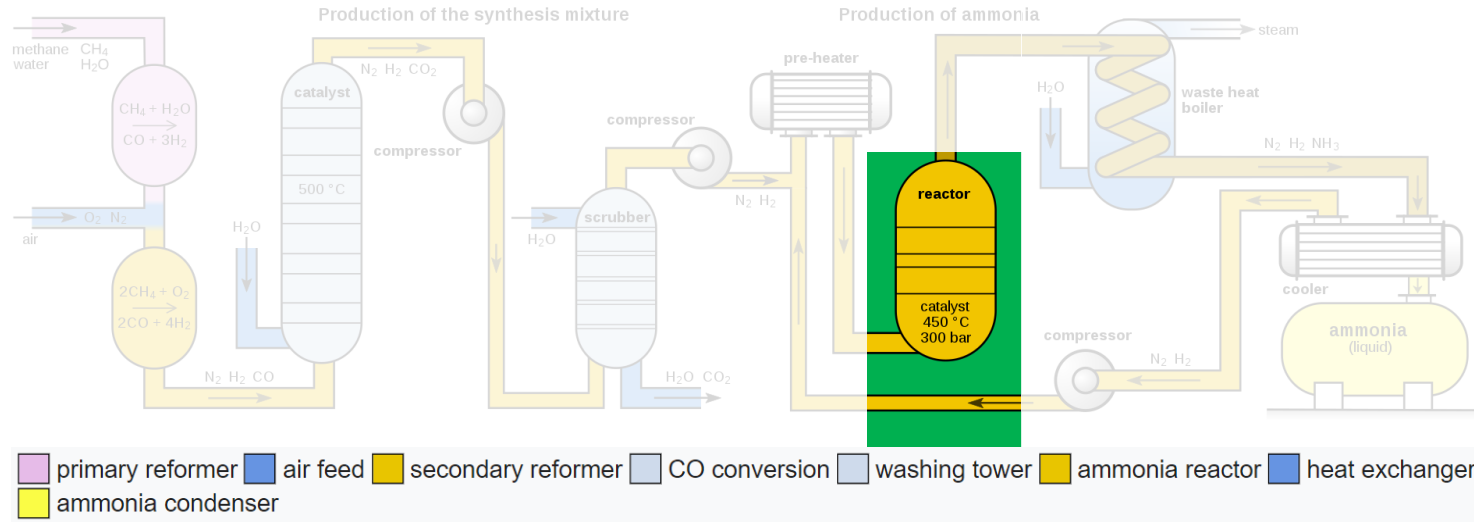 Production of the synthesis mixture
Production of ammonia
methane CH₄
water H₂O
CH₄ + H₂O
CO + 3H₂
O₂ N₂
air
2CH₄ + O₂
2CO + 4H₂
N₂ H₂ CO
H₂O
catalyst
500 °C
N₂ H₂ CO₂
compressor
H₂O
scrubber
H₂O CO₂
compressor
N₂ H₂
pre-heater
reactor
catalyst
450 °C
300 bar
steam
H₂O
waste heat
boiler
N₂ H₂ NH₃
cooler
ammonia
(liquid)
compressor
N₂ H₂
primary reformer air feed secondary reformer CO conversion washing tower ammonia reactor heat exchanger
ammonia condenser